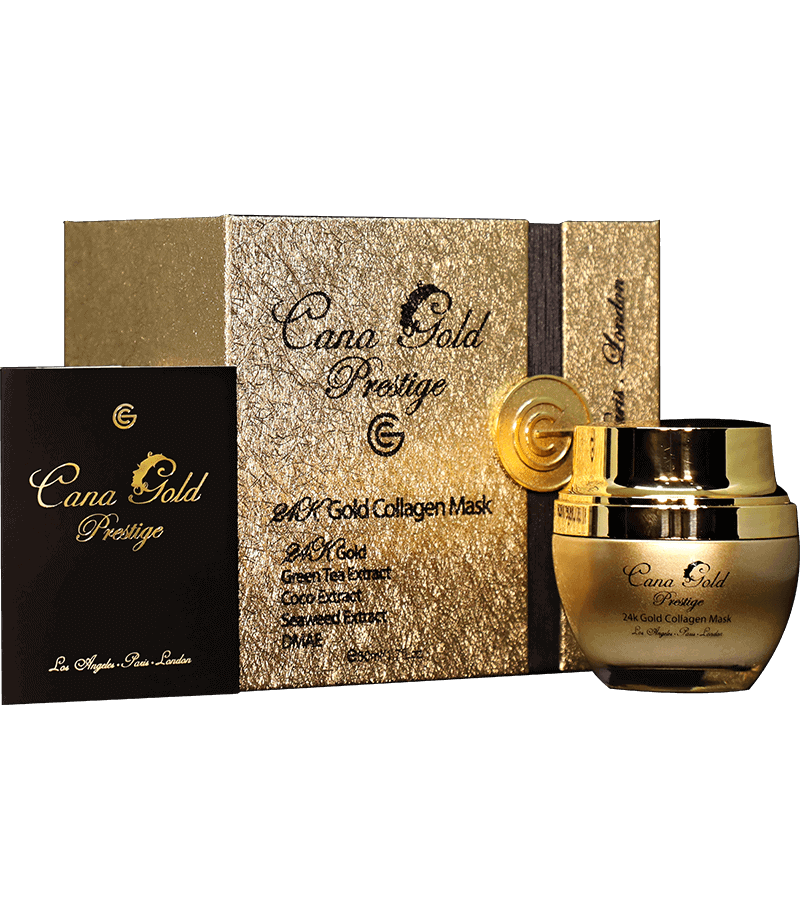 Cana Gold
Prestige
Los Angeles • Paris • London
Cana Gold
Prestige
24K Gold Collagen Mask
24K Gold
Green Tea Extract
Coco Extract
Seaweed Extract
DMAE
Paris • London
Cana Gold
Prestige
24k Gold Collagen Mask
Los Angeles • Paris • London